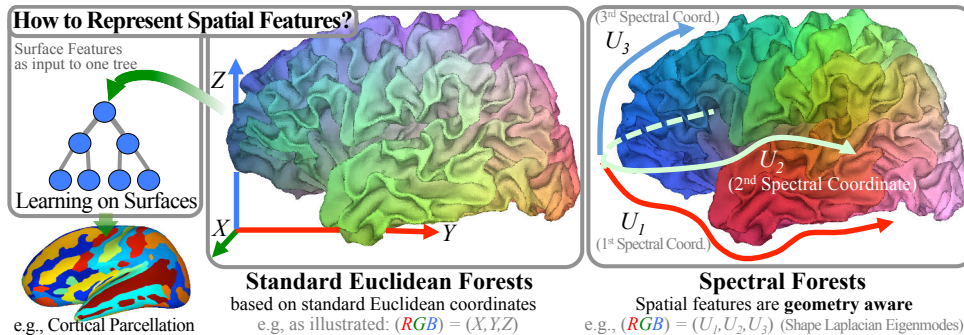 How to Represent Spatial Features?
Surface Features
as input to one tree
Learning on Surfaces
e.g., Cortical Parcellation
Z
X
Y
Standard Euclidean Forests
based on standard Euclidean coordinates
e.g, as illustrated: (RGB) = (X,Y,Z)
(3rd Spectral Coord.)
U3
U2
(2nd Spectral Coordinate)
U1
(1st Spectral Coord.)
Spectral Forests
Spatial features are geometry aware
e.g., (RGB) = (U1,U2,U3) (Shape Laplacian Eigenmodes)